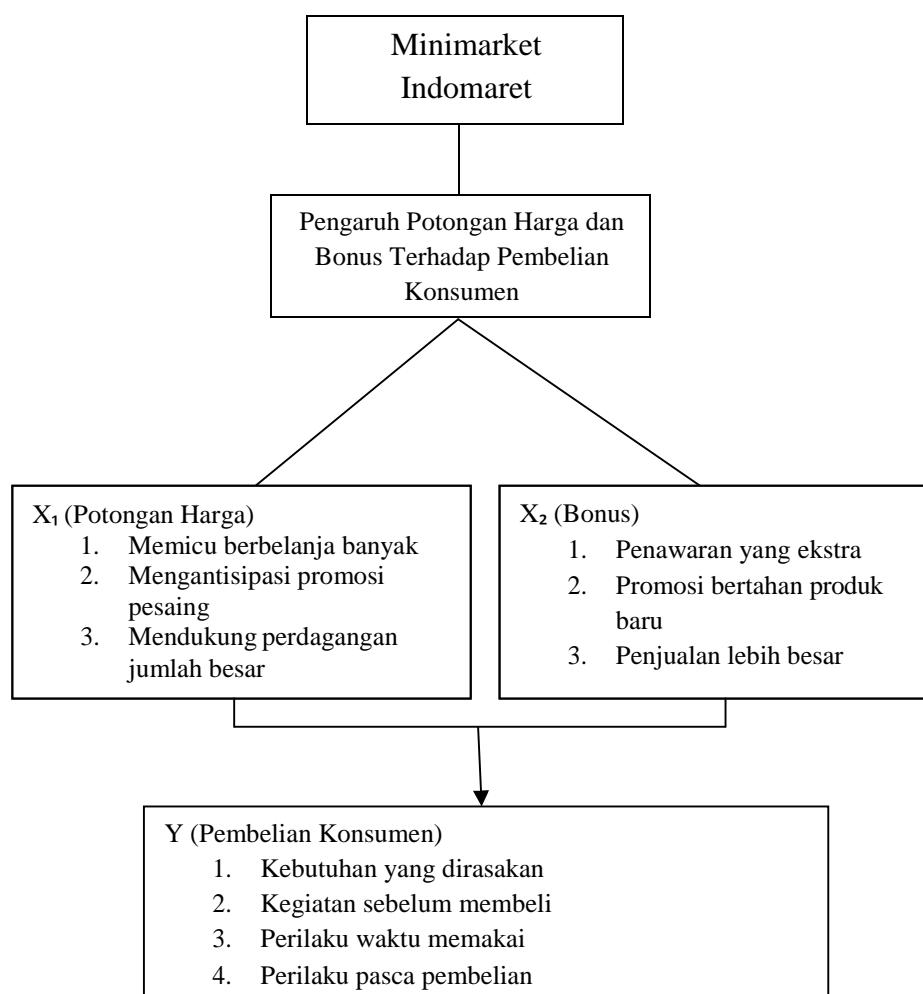 Minimarket
Indomaret
Pengaruh Potongan Harga dan
Bonus Terhadap Pembelian
Konsumen
X₁ (Potongan Harga)
1. Memicu berbelanja banyak
2. Mengantisipasi promosi
pesaing
3. Mendukung perdagangan
jumlah besar
X₂ (Bonus)
1. Penawaran yang ekstra
2. Promosi bertahan produk
baru
3. Penjualan lebih besar
Y (Pembelian Konsumen)
1. Kebutuhan yang dirasakan
2. Kegiatan sebelum membeli
3. Perilaku waktu memakai
4. Perilaku pasca pembelian